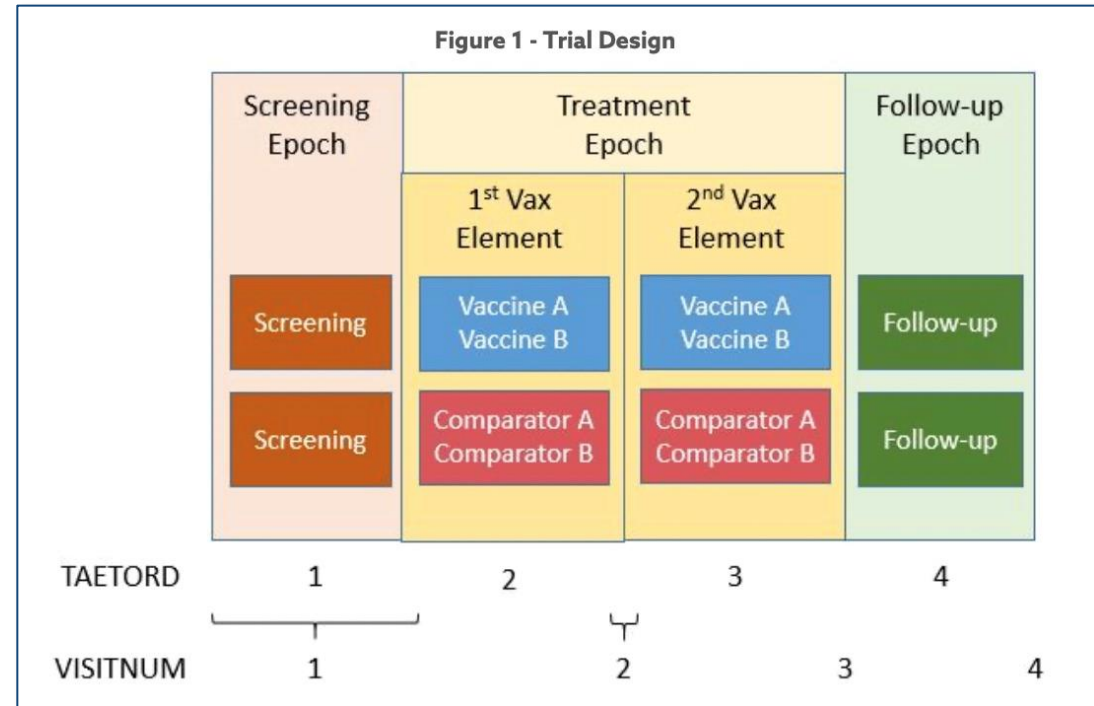 Figure 1 - Trial Design
Screening
Epoch
Treatment
Epoch
Follow-up
Epoch
1st Vax
Element
2nd Vax
Element
Screening
Vaccine A
Vaccine B
Vaccine A
Vaccine B
Follow-up
Screening
Comparator A
Comparator B
Comparator A
Comparator B
Follow-up
TAETORD 1 2 3 4
VISITNUM 1 2 3 4